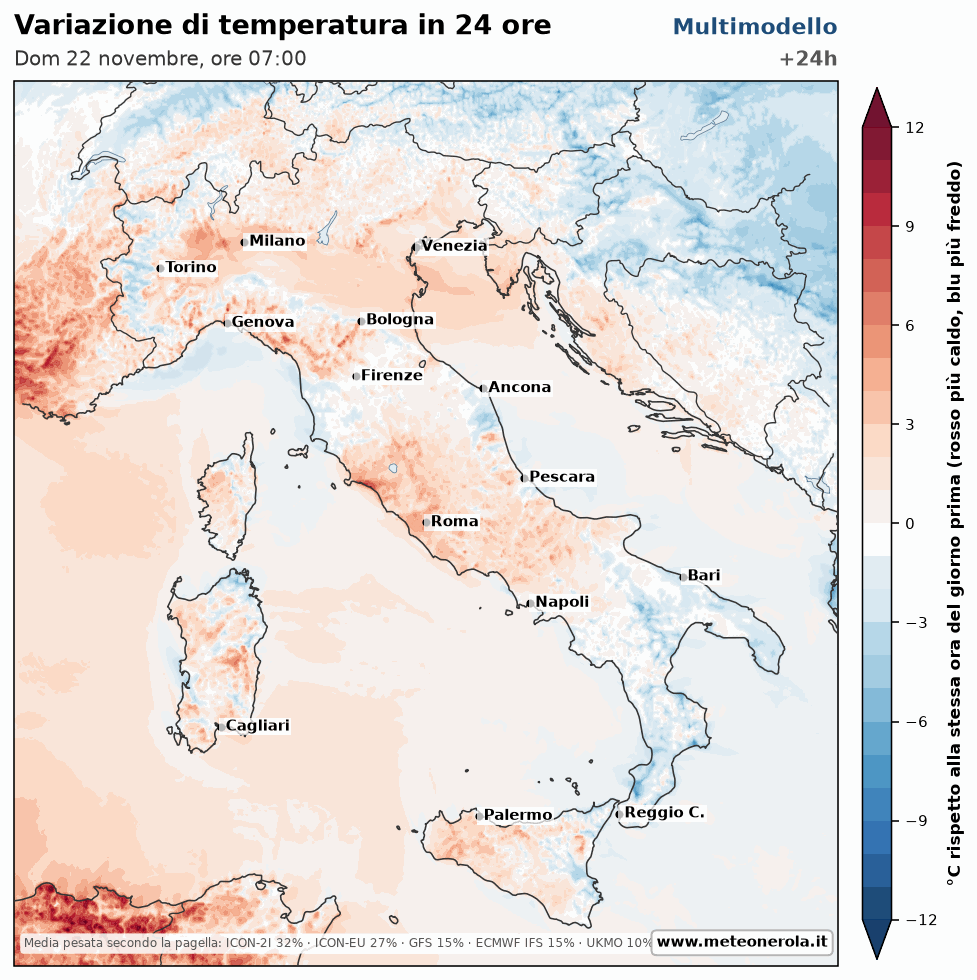 Variazione di temperatura in 24 ore
Multimodello
Dom 22 novembre, ore 07:00
+24h
Milano
Venezia
Torino
Genova
Bologna
Firenze
Ancona
Pescara
Roma
Bari
Napoli
Cagliari
Palermo
Reggio C.
12
9
6
3
0
−3
−6
−9
−12
°C rispetto alla stessa ora del giorno prima (rosso più caldo, blu più freddo)
Media pesata secondo la pagella: ICON-2I 32% · ICON-EU 27% · GFS 15% · ECMWF IFS 15% · UKMO 10%
www.meteonerola.it